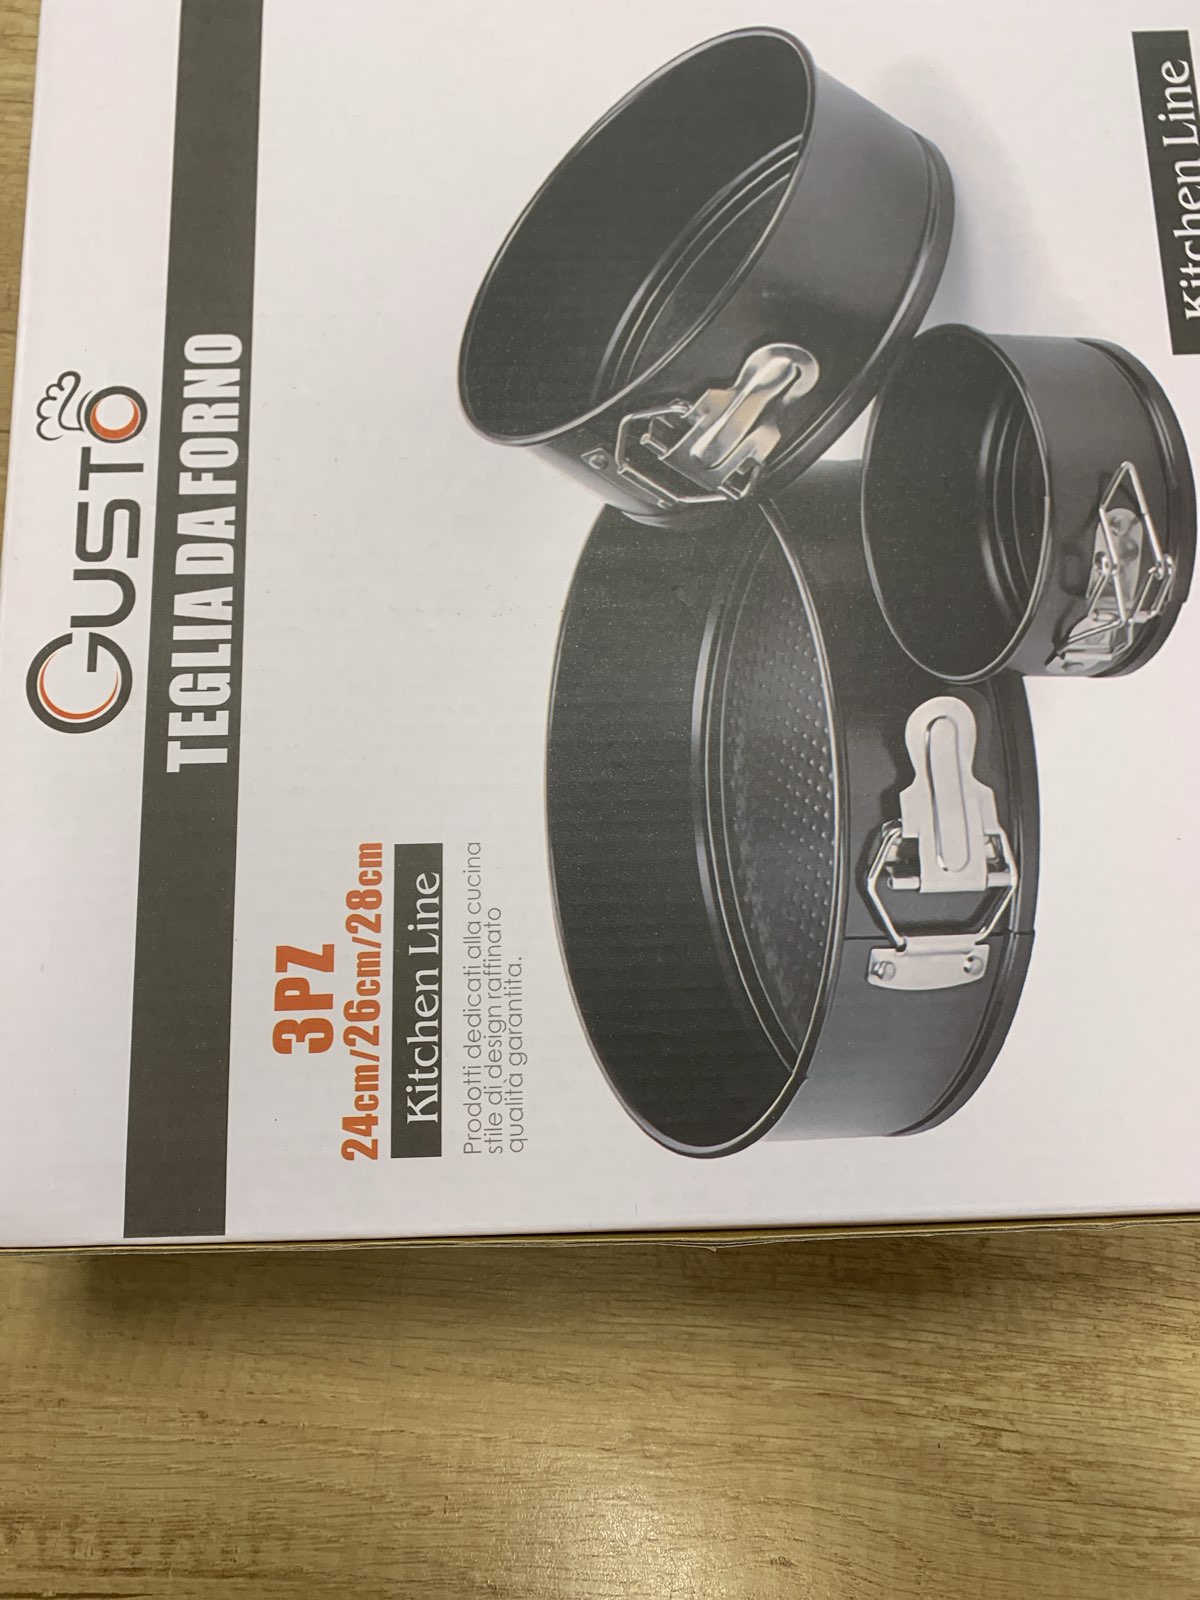 GUSTO
TEGLIA DA FORNO
3PZ
24cm/26cm/28cm
Kitchen Line
Prodotti dedicati alla cucina
stile di design raffinato
qualità garantita.
Kitchen Line